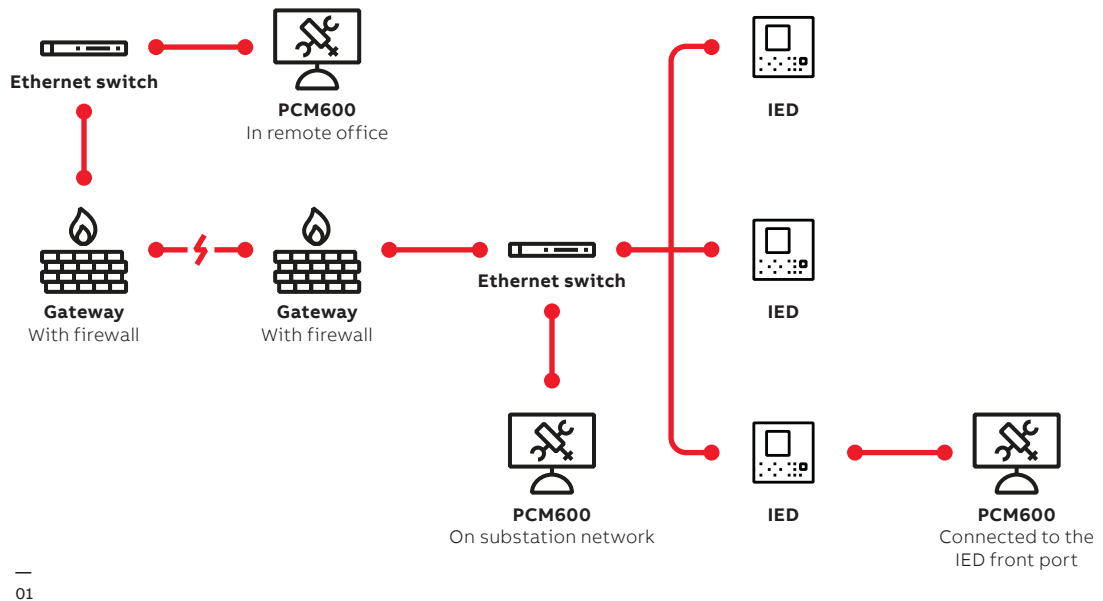 Ethernet switch
PCM600
In remote office
IED
Gateway
With firewall
Gateway
With firewall
Ethernet switch
IED
PCM600
On substation network
IED
PCM600
Connected to the
IED front port
01